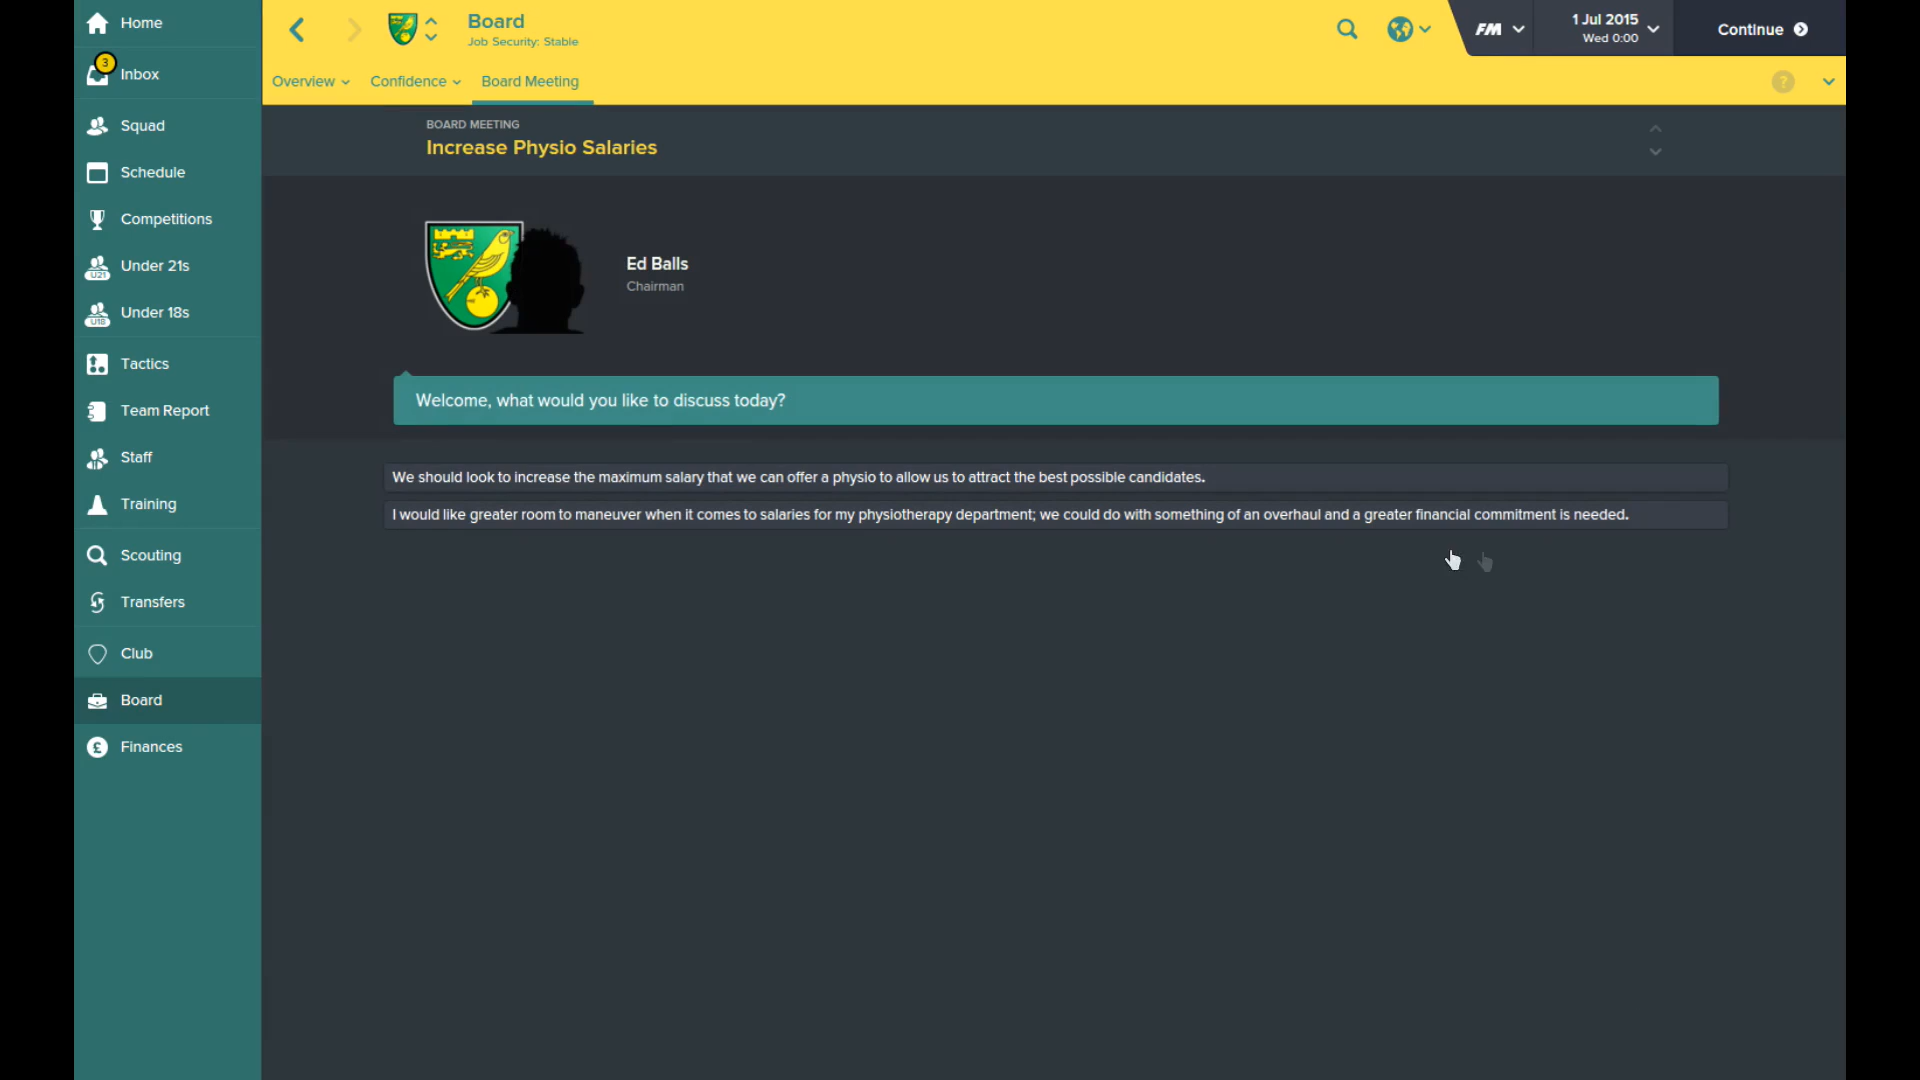 Home
Board
Job Security: Stable
FM
1 Jul 2015
Wed 0:00
Continue
3
Inbox
Overview
Confidence
Board Meeting
?
Squad
BOARD MEETING
Increase Physio Salaries
Schedule
Competitions
Under 21s
U21
Ed Balls
Chairman
Under 18s
U18
Tactics
Welcome, what would you like to discuss today?
Team Report
Staff
We should look to increase the maximum salary that we can offer a physio to allow us to attract the best possible candidates.
Training
I would like greater room to maneuver when it comes to salaries for my physiotherapy department; we could do with something of an overhaul and a greater financial commitment is needed.
Scouting
Transfers
Club
Board
£
Finances